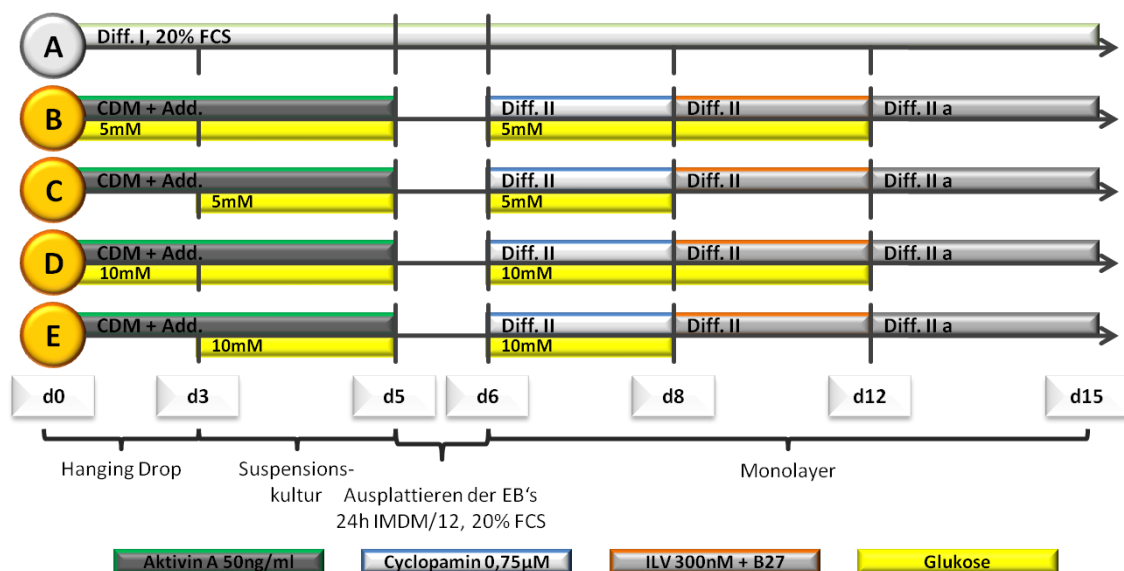 A
Diff. I, 20% FCS
B
CDM + Add.
Diff. II
Diff. II
Diff. II a
5mM
5mM
C
CDM + Add.
Diff. II
Diff. II
Diff. II a
5mM
5mM
D
CDM + Add.
Diff. II
Diff. II
Diff. II a
10mM
10mM
E
CDM + Add.
Diff. II
Diff. II
Diff. II a
10mM
10mM
d0
d3
d5
d6
d8
d12
d15
Hanging Drop
Suspensions-
kultur
Ausplattieren der EB‘s
24h IMDM/12, 20% FCS
Monolayer
Aktivin A 50ng/ml
Cyclopamin 0,75µM
ILV 300nM + B27
Glukose